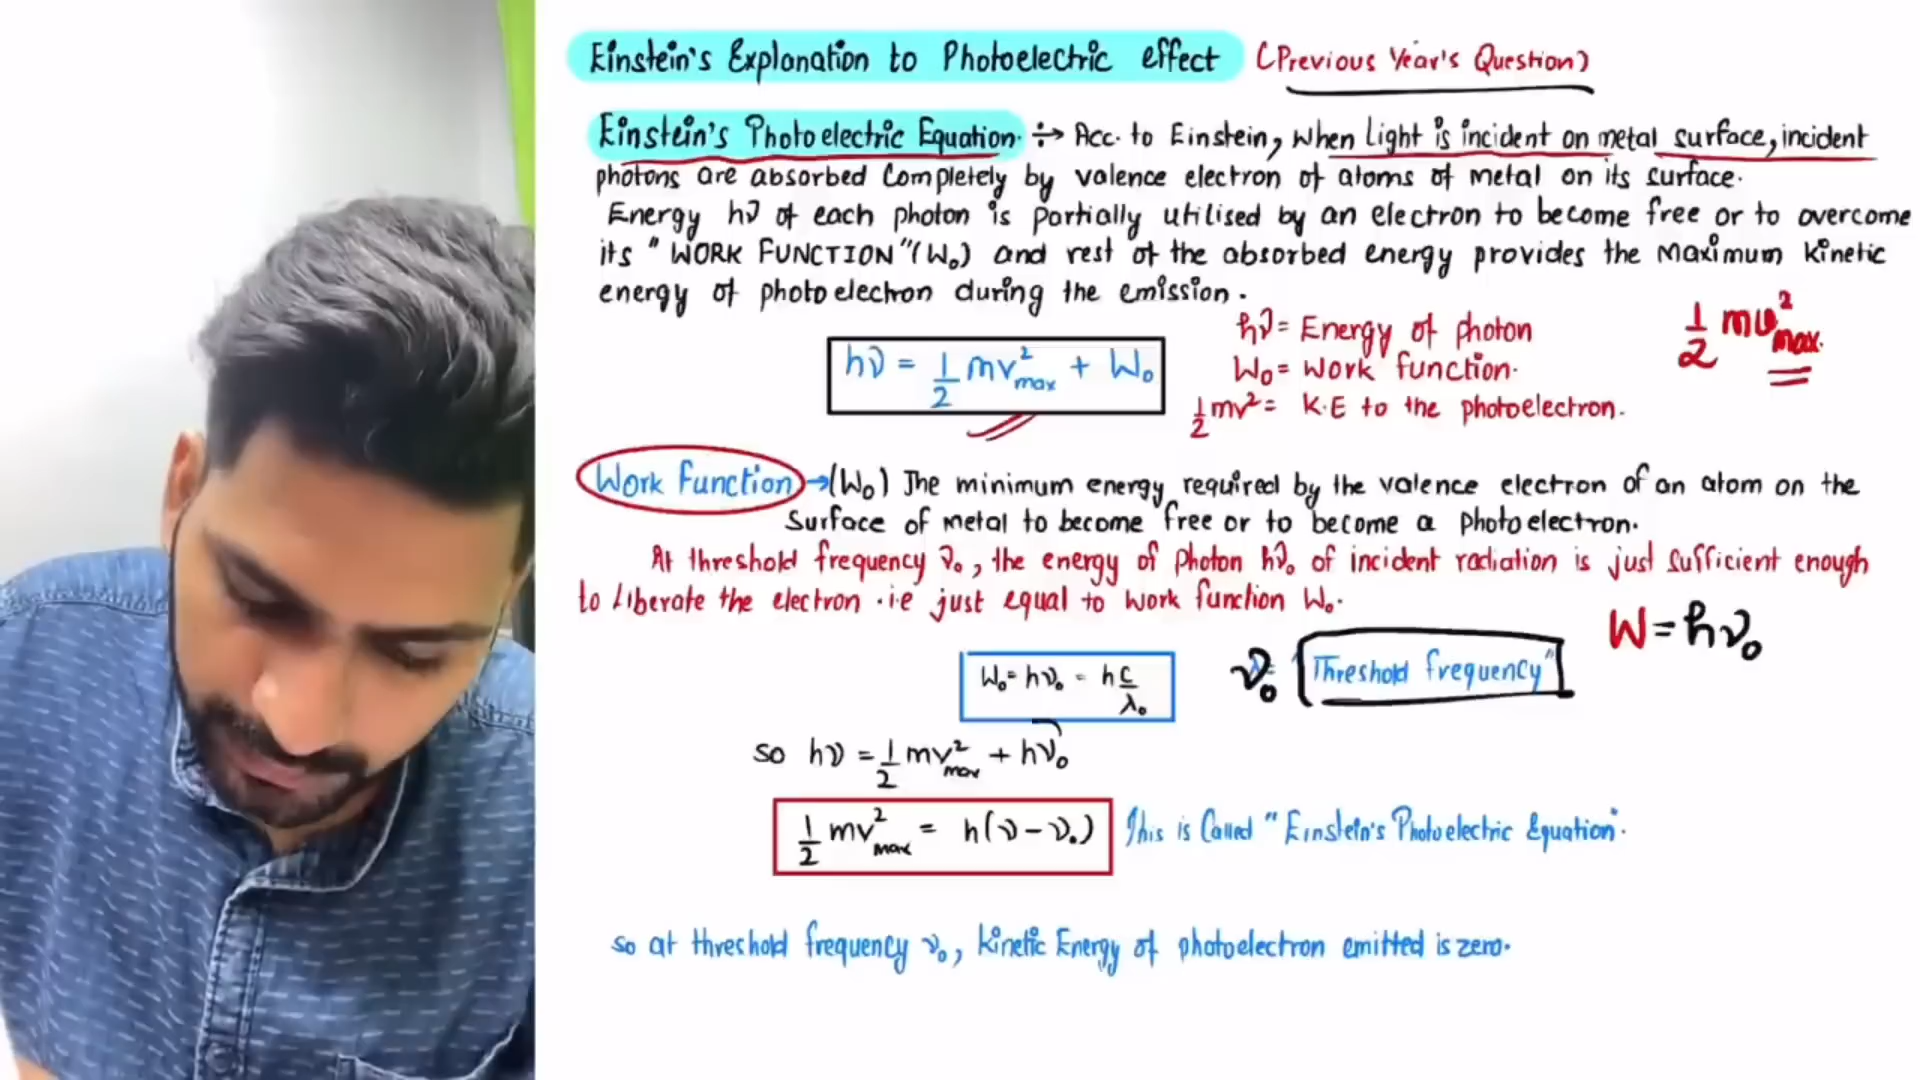 Einstein's Explanation to Photoelectric effect (Previous Year's Question)
Einstein's Photoelectric Equation. ÷→ Acc. to Einstein, when Light is incident on metal surface, incident
photons are absorbed Completely by valence electron of atoms of metal on its surface.
Energy hν of each photon is partially utilised by an electron to become free or to overcome
its "WORK FUNCTION" (W₀) and rest of the absorbed energy provides the Maximum kinetic
energy of photoelectron during the emission.
hν = 1/2 mv²max + W₀
hν = Energy of photon
W₀ = Work function.
1/2 mv² = K.E to the photoelectron.
1/2 mv²max.
Work function → (W₀) The minimum energy required by the valence electron of an atom on the
Surface of metal to become free or to become a photoelectron.
At threshold frequency ν₀, the energy of photon hν₀ of incident radiation is just sufficient enough
to Liberate the electron .i.e just equal to work function W₀.
W = hν₀
W₀ = hν₀ = h c/λ₀
ν₀ "Threshold frequency"
so hν = 1/2 mv²max + hν₀
1/2 mv²max = h(ν - ν₀) This is Called "Einstein's Photoelectric Equation".
so at threshold frequency ν₀, kinetic Energy of photoelectron emitted is zero.